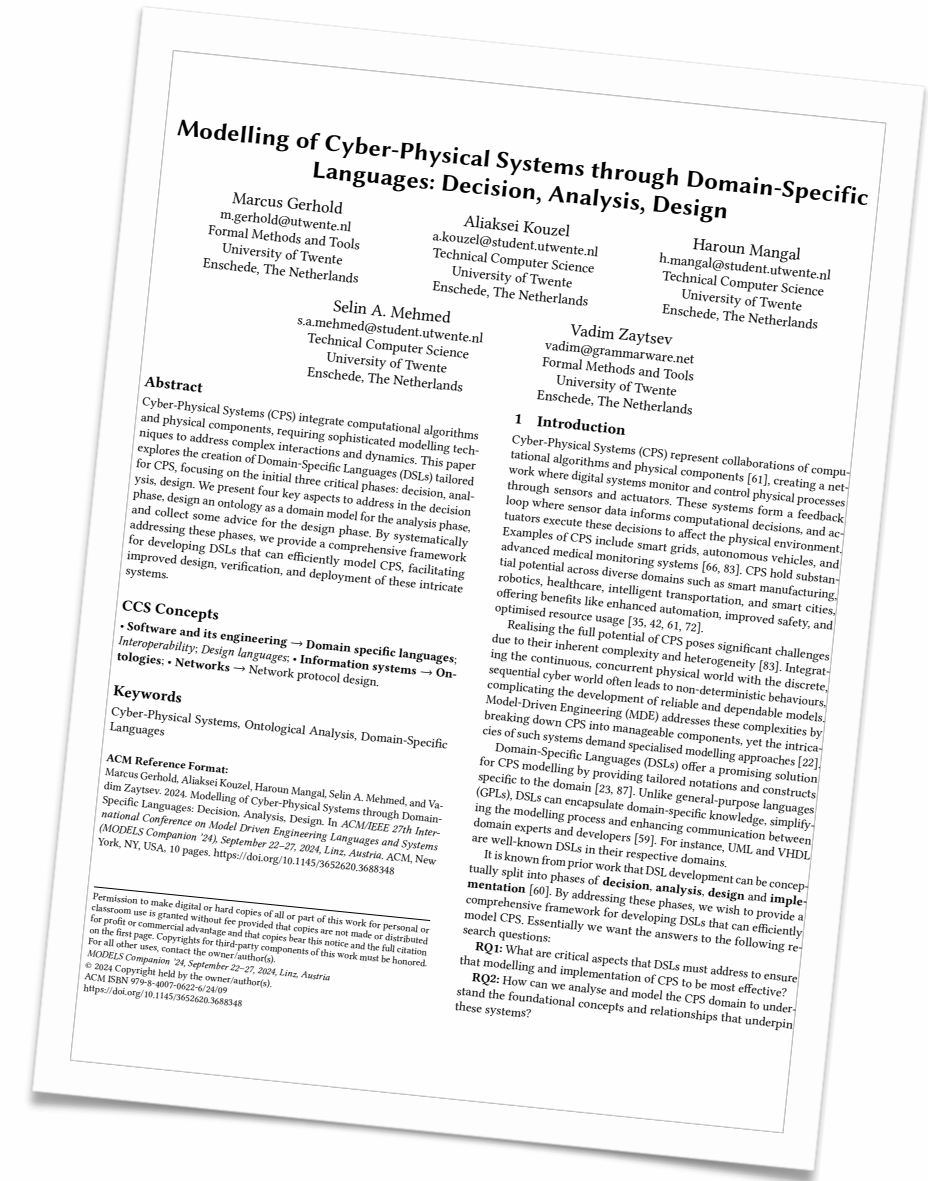 Modelling of Cyber-Physical Systems through Domain-Specific
Languages: Decision, Analysis, Design
Marcus Gerhold
m.gerhold@utwente.nl
Formal Methods and Tools
University of Twente
Enschede, The Netherlands
Aliaksei Kouzel
a.kouzel@student.utwente.nl
Technical Computer Science
University of Twente
Enschede, The Netherlands
Haroun Mangal
h.mangal@student.utwente.nl
Technical Computer Science
University of Twente
Enschede, The Netherlands
Selin A. Mehmed
s.a.mehmed@student.utwente.nl
Technical Computer Science
University of Twente
Enschede, The Netherlands
Vadim Zaytsev
vadim@grammarware.net
Formal Methods and Tools
University of Twente
Enschede, The Netherlands
Abstract
Cyber-Physical Systems (CPS) integrate computational algorithms
and physical components, requiring sophisticated modelling tech-
niques to address complex interactions and dynamics. This paper
explores the creation of Domain-Specific Languages (DSLs) tailored
for CPS, focusing on the initial three critical phases: decision, anal-
ysis, design. We present four key aspects to address in the decision
phase, design an ontology as a domain model for the analysis phase,
and collect some advice for the design phase. By systematically
addressing these phases, we provide a comprehensive framework
for developing DSLs that can efficiently model CPS, facilitating
improved design, verification, and deployment of these intricate
systems.
CCS Concepts
• Software and its engineering → Domain specific languages;
Interoperability; Design languages; • Information systems → On-
tologies; • Networks → Network protocol design.
Keywords
Cyber-Physical Systems, Ontological Analysis, Domain-Specific
Languages
ACM Reference Format:
Marcus Gerhold, Aliaksei Kouzel, Haroun Mangal, Selin A. Mehmed, and Va-
dim Zaytsev. 2024. Modelling of Cyber-Physical Systems through Domain-
Specific Languages: Decision, Analysis, Design. In ACM/IEEE 27th Inter-
national Conference on Model Driven Engineering Languages and Systems
(MODELS Companion '24), September 22–27, 2024, Linz, Austria. ACM, New
York, NY, USA, 10 pages. https://doi.org/10.1145/3652620.3688348
Permission to make digital or hard copies of all or part of this work for personal or
classroom use is granted without fee provided that copies are not made or distributed
for profit or commercial advantage and that copies bear this notice and the full citation
on the first page. Copyrights for third-party components of this work must be honored.
For all other uses, contact the owner/author(s).
MODELS Companion '24, September 22–27, 2024, Linz, Austria
© 2024 Copyright held by the owner/author(s).
ACM ISBN 979-8-4007-0622-6/24/09
https://doi.org/10.1145/3652620.3688348
1 Introduction
Cyber-Physical Systems (CPS) represent collaborations of compu-
tational algorithms and physical components [61], creating a net-
work where digital systems monitor and control physical processes
through sensors and actuators. These systems form a feedback
loop where sensor data informs computational decisions, and ac-
tuators execute these decisions to affect the physical environment.
Examples of CPS include smart grids, autonomous vehicles, and
advanced medical monitoring systems [66, 83]. CPS hold substan-
tial potential across diverse domains such as smart manufacturing,
robotics, healthcare, intelligent transportation, and smart cities,
offering benefits like enhanced automation, improved safety, and
optimised resource usage [35, 42, 61, 72].
Realising the full potential of CPS poses significant challenges
due to their inherent complexity and heterogeneity [83]. Integrat-
ing the continuous, concurrent physical world with the discrete,
sequential cyber world often leads to non-deterministic behaviours,
complicating the development of reliable and dependable models.
Model-Driven Engineering (MDE) addresses these complexities by
breaking down CPS into manageable components, yet the intrica-
cies of such systems demand specialised modelling approaches [22].
Domain-Specific Languages (DSLs) offer a promising solution
for CPS modelling by providing tailored notations and constructs
specific to the domain [23, 87]. Unlike general-purpose languages
(GPLs), DSLs can encapsulate domain-specific knowledge, simplify-
ing the modelling process and enhancing communication between
domain experts and developers [59]. For instance, UML and VHDL
are well-known DSLs in their respective domains.
It is known from prior work that DSL development can be concep-
tually split into phases of decision, analysis, design and imple-
mentation [60]. By addressing these phases, we wish to provide a
comprehensive framework for developing DSLs that can efficiently
model CPS. Essentially we want the answers to the following re-
search questions:
RQ1: What are critical aspects that DSLs must address to ensure
that modelling and implementation of CPS to be most effective?
RQ2: How can we analyse and model the CPS domain to under-
stand the foundational concepts and relationships that underpin
these systems?